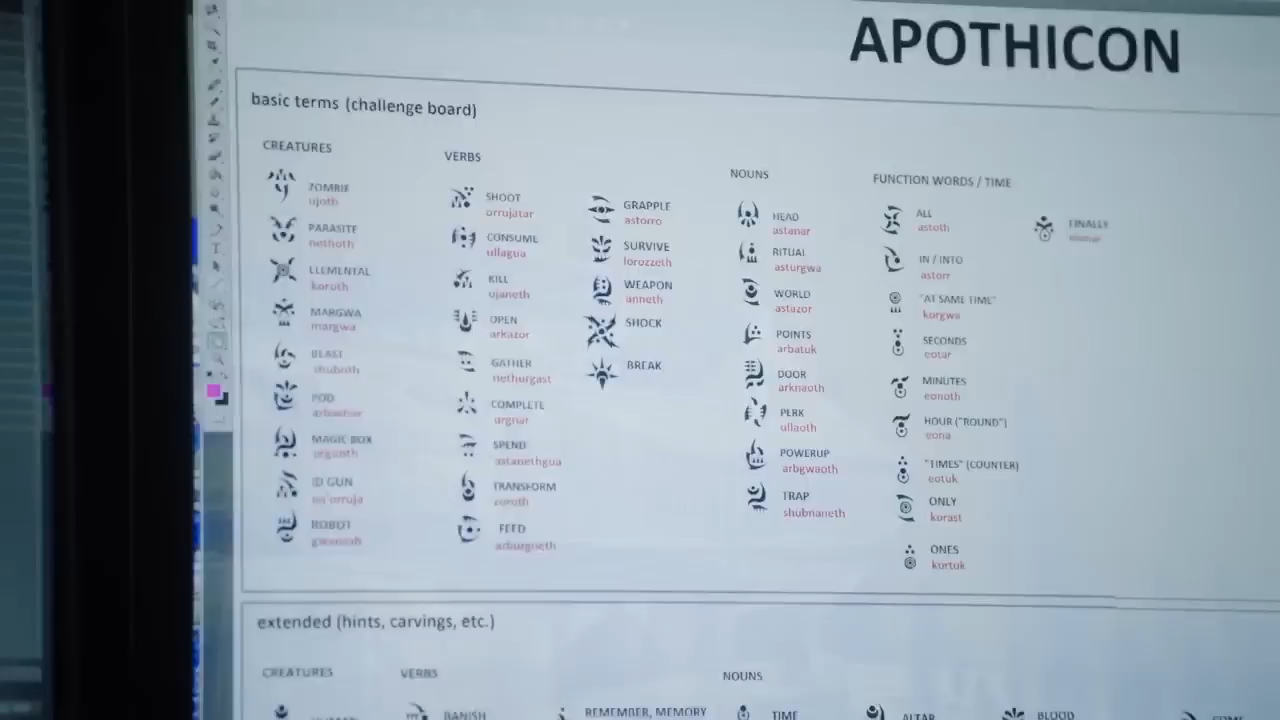 APOTHICON
basic terms (challenge board)
CREATURES
ZOMBIE
ujoth
PARASITE
nethoth
ELEMENTAL
koroth
MARGWA
margwa
BEAST
shuboth
POD
MAGIC BOX
ID GUN
ROBOT
VERBS
SHOOT
orrujatar
CONSUME
ullagua
KILL
ujaneth
OPEN
arkazor
GATHER
nethurgast
COMPLETE
urgnar
SPEND
astanethgua
TRANSFORM
zoroth
FEED
GRAPPLE
astorro
SURVIVE
lorozzeth
WEAPON
anneth
SHOCK
BREAK
NOUNS
HEAD
astanar
RITUAL
asturgwa
WORLD
astazor
POINTS
arbatuk
DOOR
arknaoth
PERK
ullaoth
POWERUP
arbgwaoth
TRAP
shubnaneth
FUNCTION WORDS / TIME
ALL
astoth
IN / INTO
astorr
"AT SAME TIME"
korgwa
SECONDS
eotar
MINUTES
eonoth
HOUR ("ROUND")
eona
"TIMES" (COUNTER)
eotuk
ONLY
korast
ONES
kortuk
FINALLY
extended (hints, carvings, etc.)
CREATURES
VERBS
NOUNS
BANISH
REMEMBER, MEMORY
TIME
ALTAR
BLOOD